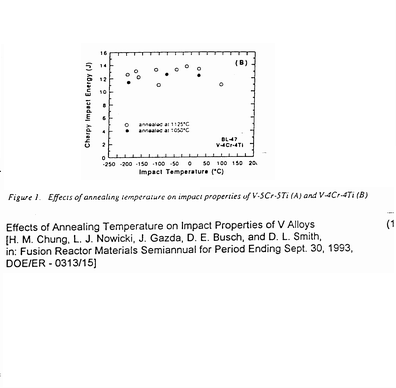 16
14
12
10
8
6
4
2
0
Charpy Impact Energy (J)
(B)
annealed at 1125°C
annealed at 1050°C
BL-47
V-4Cr-4Ti
-250 -200 -150 -100 -50 0 50 100 150 20
Impact Temperature (°C)
Figure 1. Effects of annealing temperature on impact properties of V-5Cr-5Ti (A) and V-4Cr-4Ti (B)
Effects of Annealing Temperature on Impact Properties of V Alloys (1
[H. M. Chung, L. J. Nowicki, J. Gazda, D. E. Busch, and D. L. Smith,
in: Fusion Reactor Materials Semiannual for Period Ending Sept. 30, 1993,
DOE/ER - 0313/15]